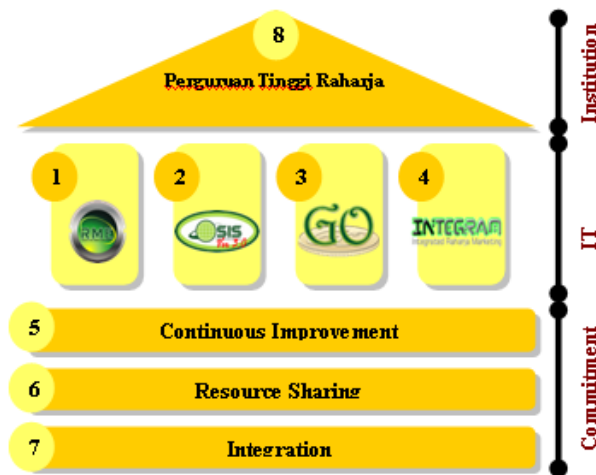 8
Perguruan Tinggi Raharja
1
2
3
4
RME
OSIS
GO
INTEGRAM
Integrated Raharja Marketing
5
Continuous Improvement
6
Resource Sharing
7
Integration
Institution
IT
Commitment